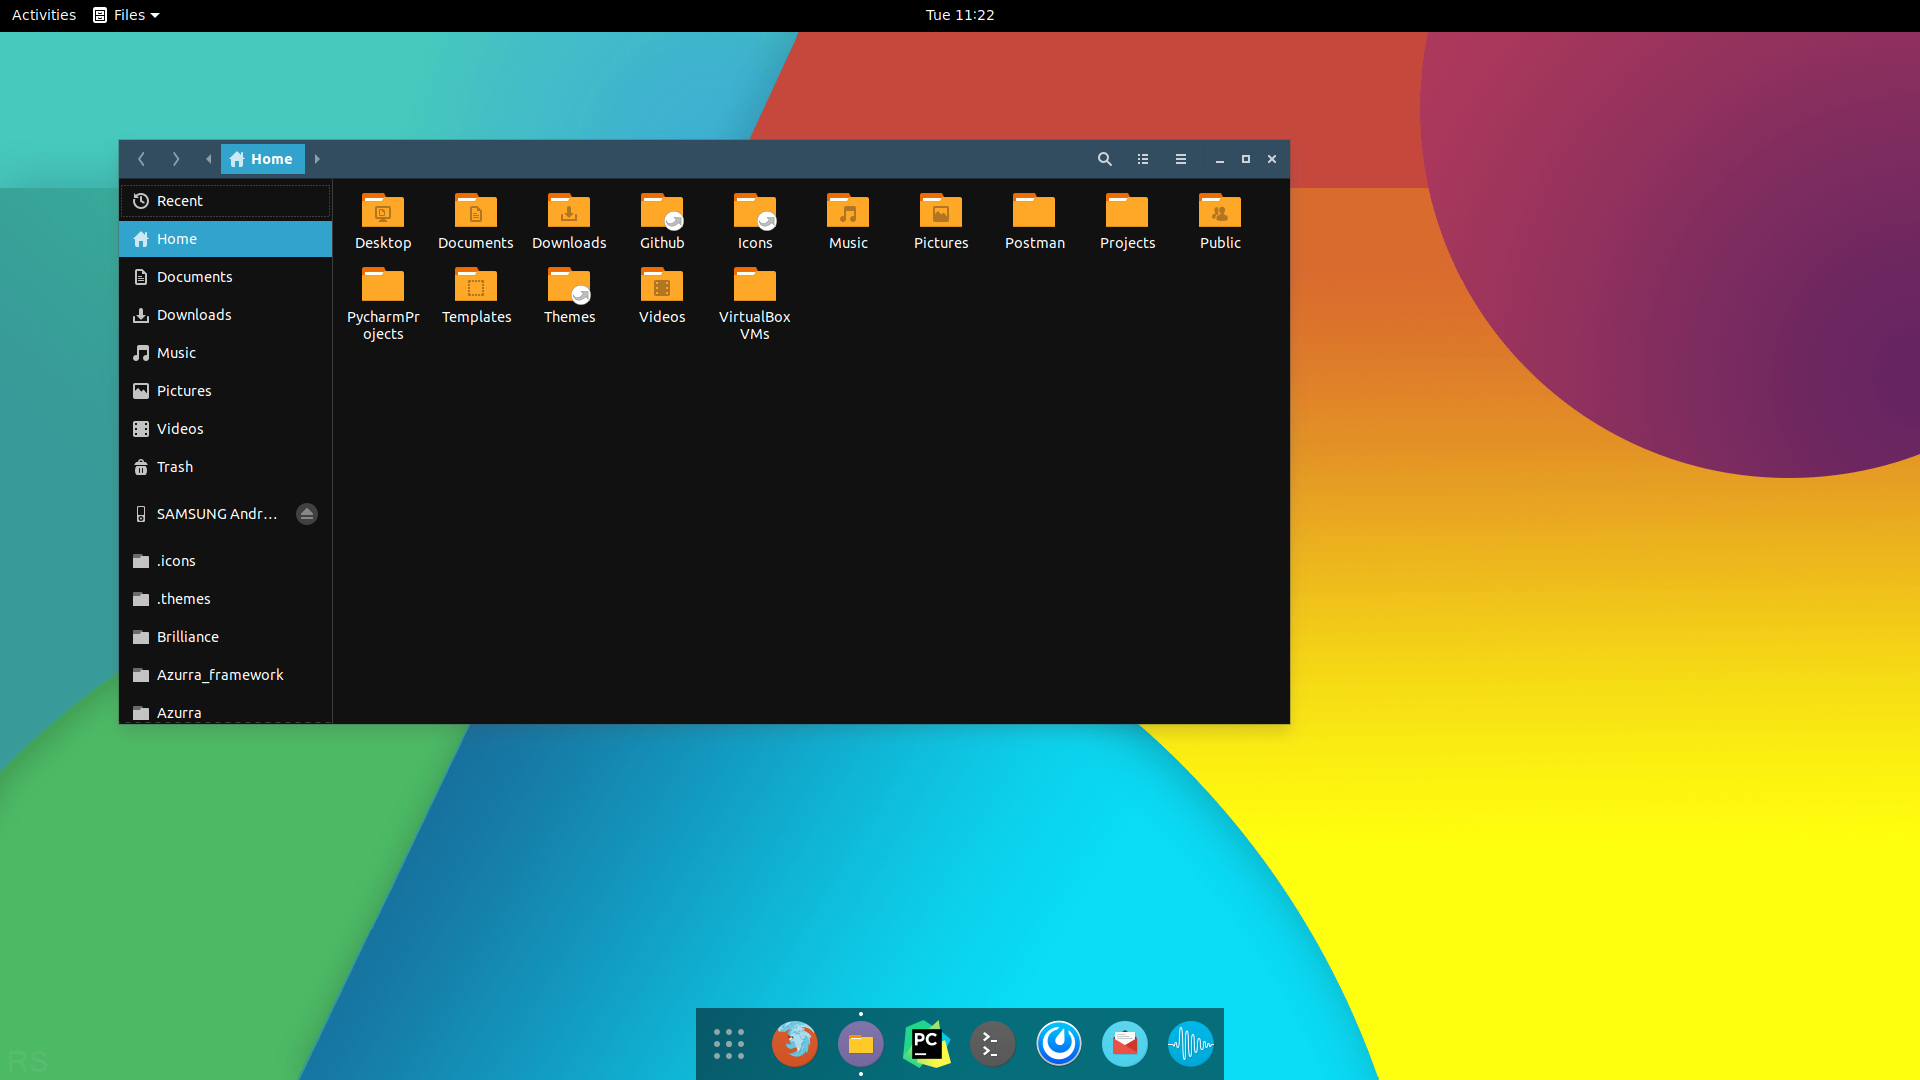 Activities Files Tue 11:22
Home
Recent
Home
Documents
Downloads
Music
Pictures
Videos
Trash
SAMSUNG Andr...
.icons
.themes
Brilliance
Azurra_framework
Azurra
Desktop Documents Downloads Github Icons Music Pictures Postman Projects Public
PycharmPr
ojects Templates Themes Videos VirtualBox
VMs
PC
RS